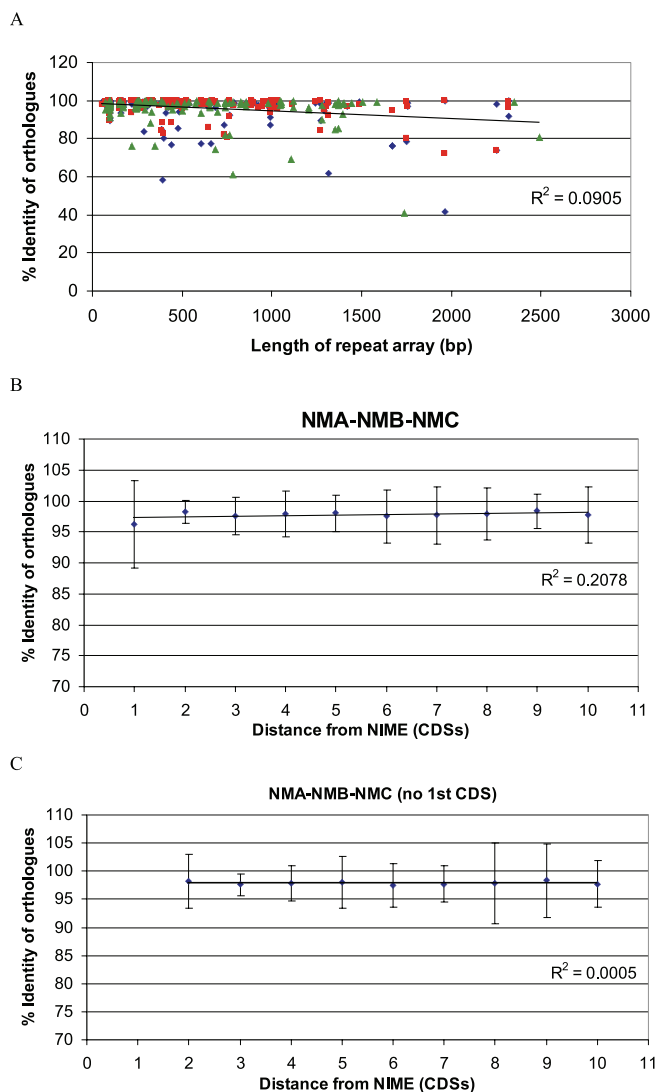 A
120
100
80
60
40
20
0
% Identity of orthologues
R² = 0.0905
0 500 1000 1500 2000 2500 3000
Length of repeat array (bp)
B
NMA-NMB-NMC
110
105
100
95
90
85
80
75
70
% Identity of orthologues
R² = 0.2078
0 1 2 3 4 5 6 7 8 9 10 11
Distance from NIME (CDSs)
C
NMA-NMB-NMC (no 1st CDS)
110
105
100
95
90
85
80
75
70
% Identity of orthologues
R² = 0.0005
0 1 2 3 4 5 6 7 8 9 10 11
Distance from NIME (CDSs)